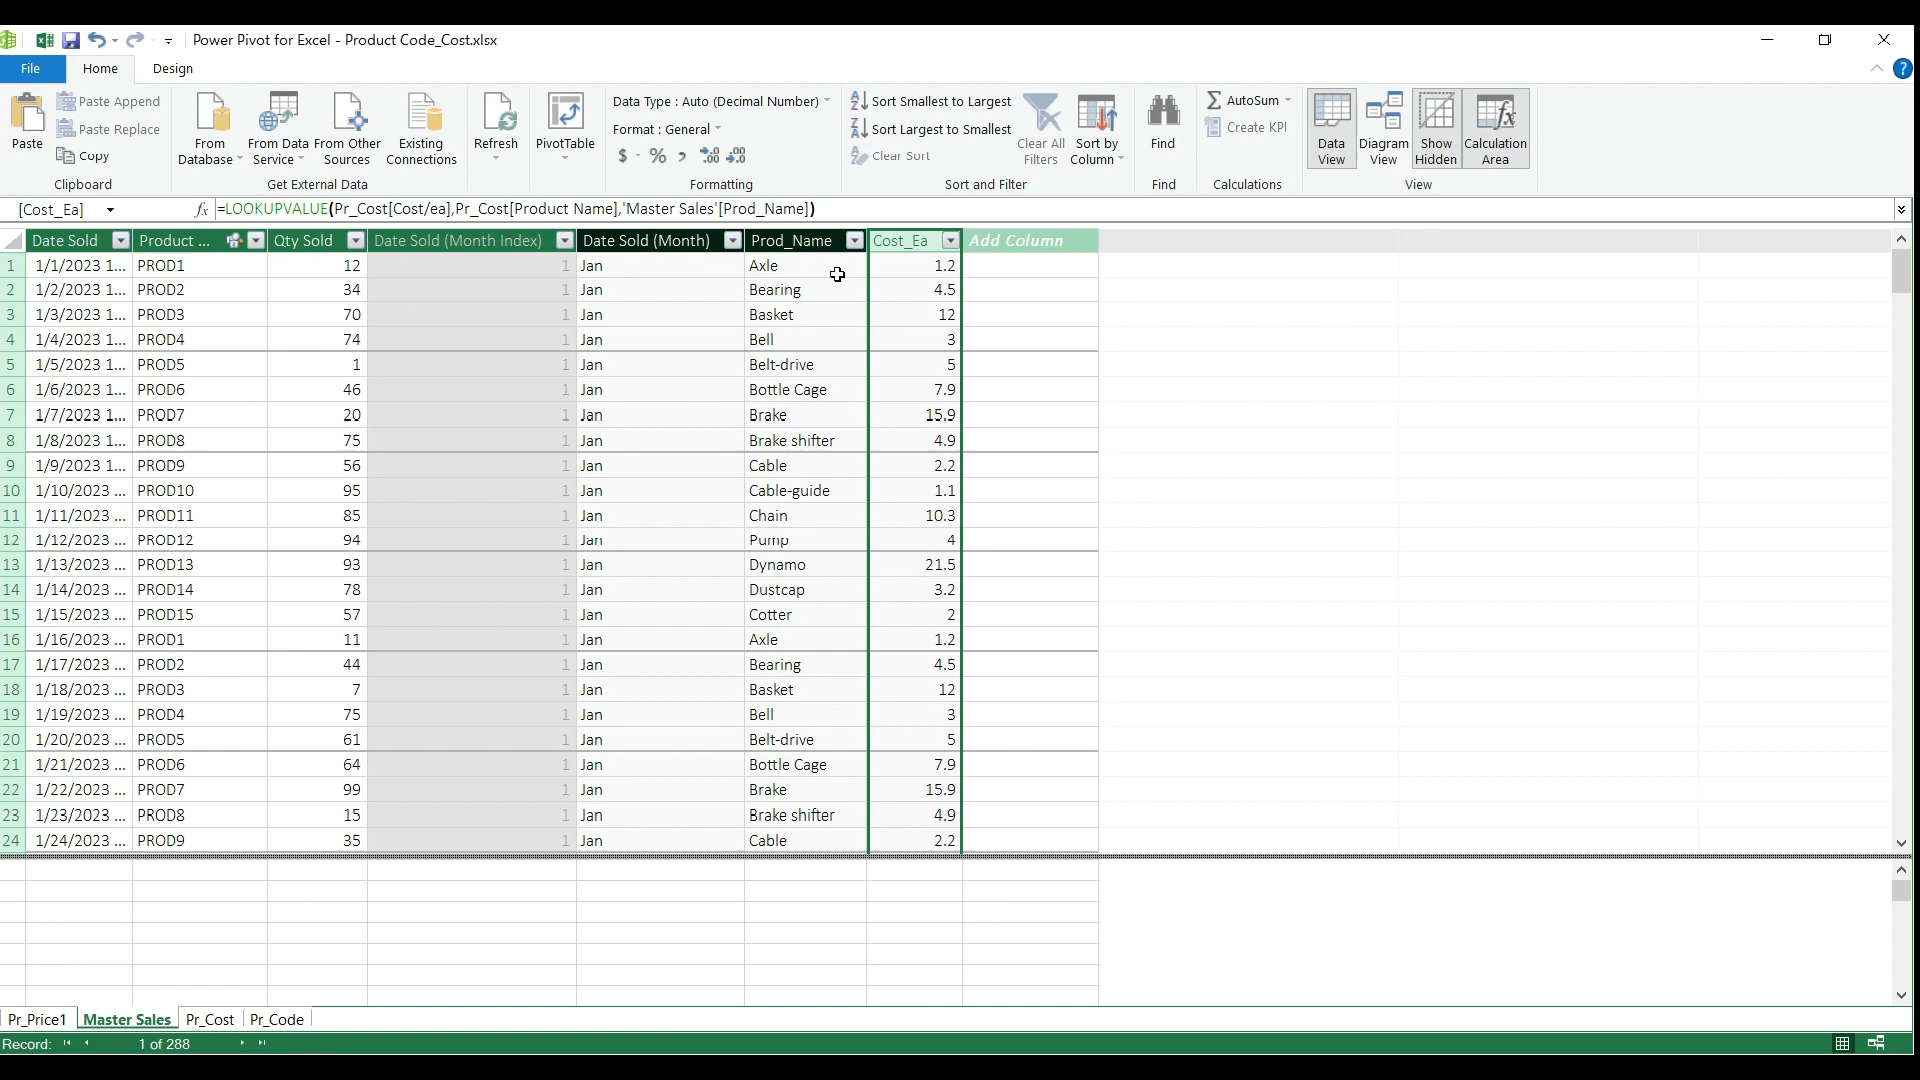 Power Pivot for Excel - Product Code_Cost.xlsx
File Home Design
Paste
Paste Append
Paste Replace
Copy
Clipboard
From Database
From Data Service
From Other Sources
Existing Connections
Get External Data
Refresh
PivotTable
Data Type : Auto (Decimal Number)
Format : General
$ % ,
Formatting
Sort Smallest to Largest
Sort Largest to Smallest
Clear Sort
Clear All Filters
Sort by Column
Sort and Filter
Find
Find
AutoSum
Create KPI
Calculations
Data View
Diagram View
Show Hidden
Calculation Area
View
[Cost_Ea] fx =LOOKUPVALUE(Pr_Cost[Cost/ea],Pr_Cost[Product Name],'Master Sales'[Prod_Name])
Date Sold Product ... Qty Sold Date Sold (Month Index) Date Sold (Month) Prod_Name Cost_Ea Add Column
1 1/1/2023 1... PROD1 12 1 Jan Axle 1.2
2 1/2/2023 1... PROD2 34 1 Jan Bearing 4.5
3 1/3/2023 1... PROD3 70 1 Jan Basket 12
4 1/4/2023 1... PROD4 74 1 Jan Bell 3
5 1/5/2023 1... PROD5 1 1 Jan Belt-drive 5
6 1/6/2023 1... PROD6 46 1 Jan Bottle Cage 7.9
7 1/7/2023 1... PROD7 20 1 Jan Brake 15.9
8 1/8/2023 1... PROD8 75 1 Jan Brake shifter 4.9
9 1/9/2023 1... PROD9 56 1 Jan Cable 2.2
10 1/10/2023 ... PROD10 95 1 Jan Cable-guide 1.1
11 1/11/2023 ... PROD11 85 1 Jan Chain 10.3
12 1/12/2023 ... PROD12 94 1 Jan Pump 4
13 1/13/2023 ... PROD13 93 1 Jan Dynamo 21.5
14 1/14/2023 ... PROD14 78 1 Jan Dustcap 3.2
15 1/15/2023 ... PROD15 57 1 Jan Cotter 2
16 1/16/2023 ... PROD1 11 1 Jan Axle 1.2
17 1/17/2023 ... PROD2 44 1 Jan Bearing 4.5
18 1/18/2023 ... PROD3 7 1 Jan Basket 12
19 1/19/2023 ... PROD4 75 1 Jan Bell 3
20 1/20/2023 ... PROD5 61 1 Jan Belt-drive 5
21 1/21/2023 ... PROD6 64 1 Jan Bottle Cage 7.9
22 1/22/2023 ... PROD7 99 1 Jan Brake 15.9
23 1/23/2023 ... PROD8 15 1 Jan Brake shifter 4.9
24 1/24/2023 ... PROD9 35 1 Jan Cable 2.2
Pr_Price1 Master Sales Pr_Cost Pr_Code
Record: 1 of 288